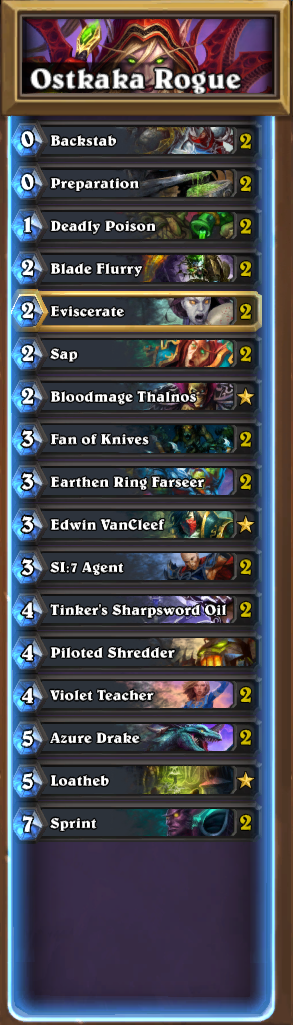 Ostkaka Rogue
0 Backstab 2
0 Preparation 2
1 Deadly Poison 2
2 Blade Flurry 2
2 Eviscerate 2
2 Sap 2
2 Bloodmage Thalnos
3 Fan of Knives 2
3 Earthen Ring Farseer 2
3 Edwin VanCleef
3 SI:7 Agent 2
4 Tinker's Sharpsword Oil 2
4 Piloted Shredder
4 Violet Teacher 2
5 Azure Drake 2
5 Loatheb
7 Sprint 2